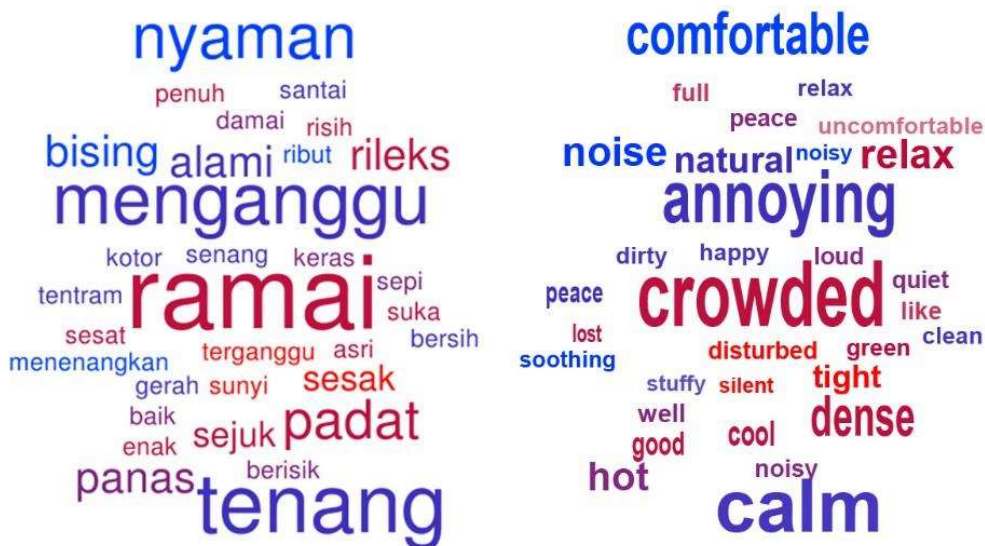 nyaman
penuh santai
damai risih
bising alami ribut rileks
menganggu
kotor senang keras
ramai sepi
tentram suka
sesat bersih
menenangkan terganggu asri
gerah sunyi sesak
baik sejuk padat
enak
panas berisik
tenang
comfortable
full relax
peace uncomfortable
noise natural noisy relax
annoying
dirty happy loud
crowded quiet
peace like
lost clean
soothing disturbed green
stuffy silent tight
well dense
good cool
hot noisy
calm